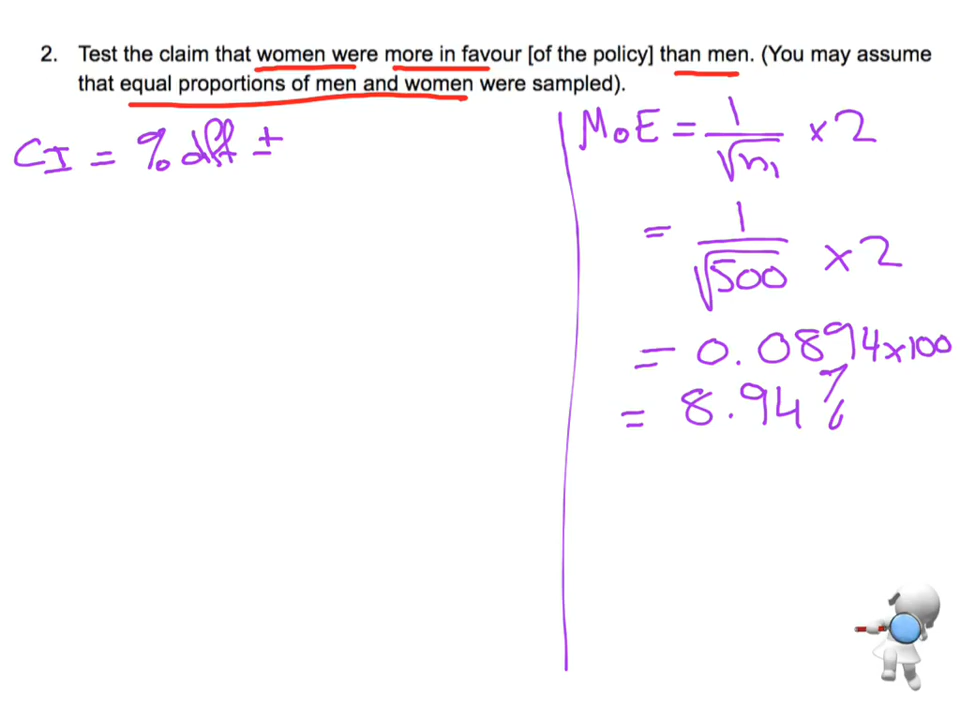 2. Test the claim that women were more in favour [of the policy] than men. (You may assume
that equal proportions of men and women were sampled).
CI = % diff ±
MoE = 1/√n₁ × 2
= 1/√500 × 2
= 0.0894×100
= 8.94%